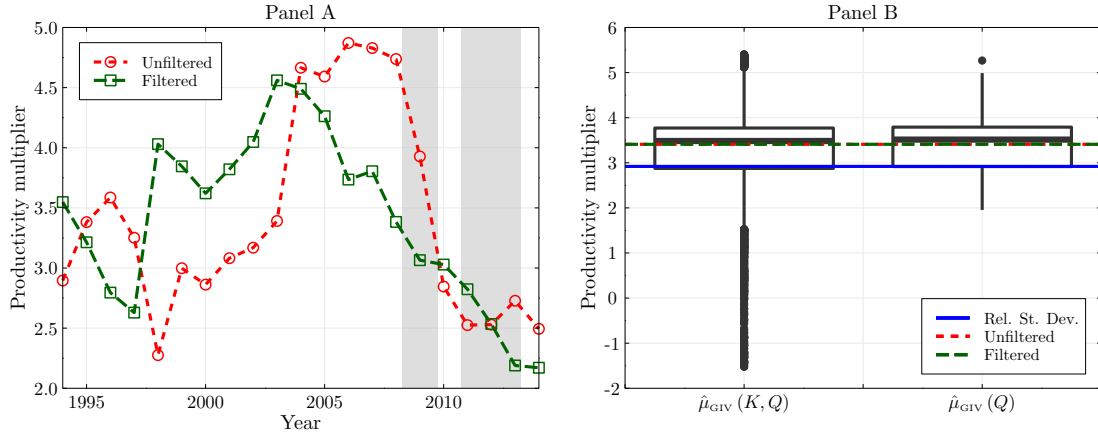 Panel A
Productivity multiplier
5.0
4.5
4.0
3.5
3.0
2.5
2.0
Unfiltered
Filtered
1995
2000
2005
2010
Year
Panel B
Productivity multiplier
6
5
4
3
2
1
0
-1
-2
Rel. St. Dev.
Unfiltered
Filtered
μ̂GIV (K, Q)
μ̂GIV (Q)